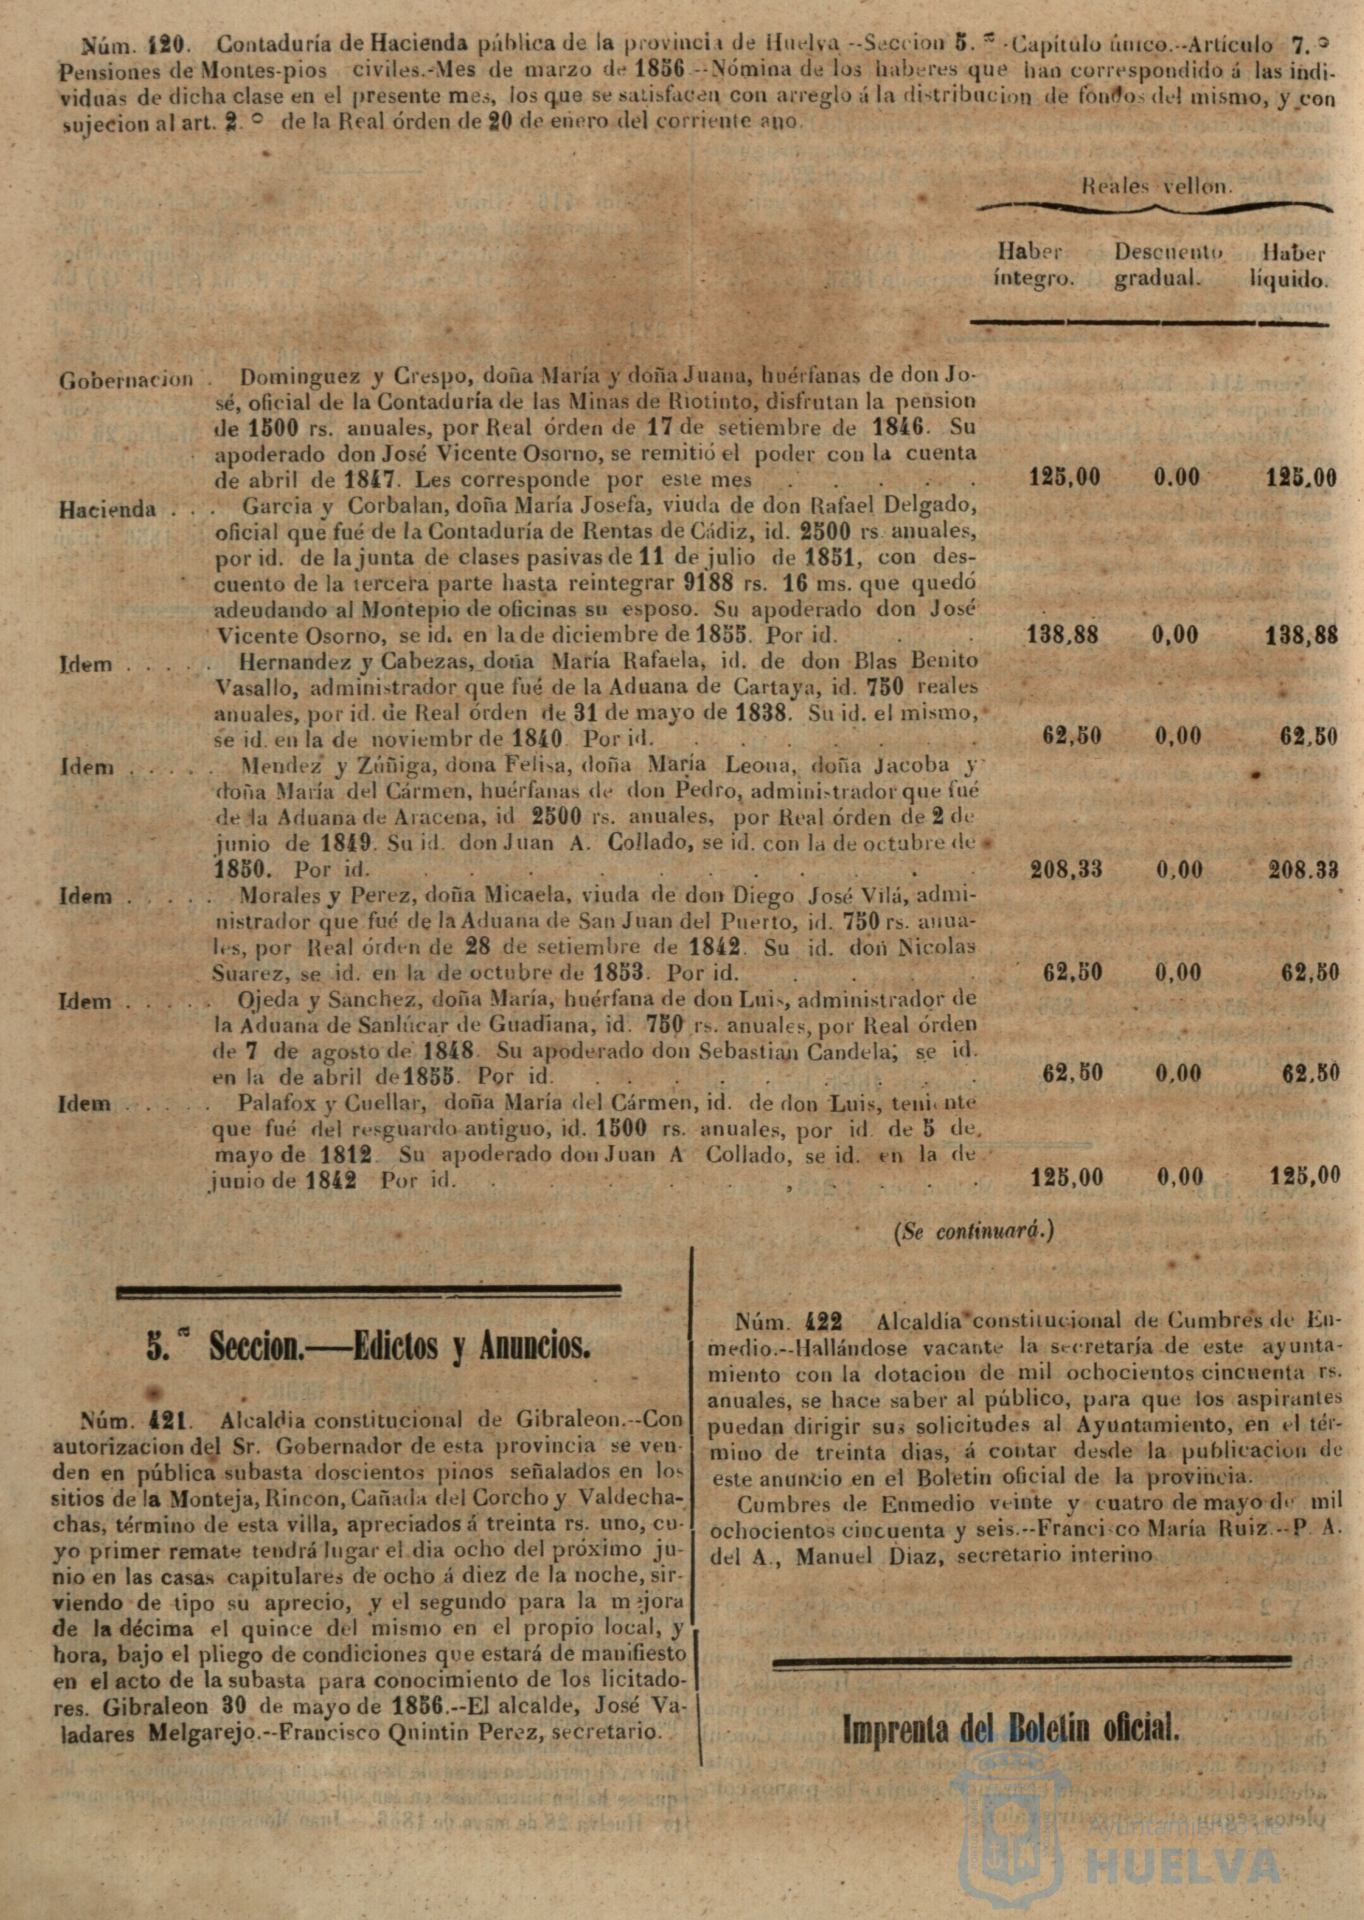 Núm. 420. Contaduría de Hacienda pública de la provincia de Huelva--Seccion 5.ª-Capítulo único.--Artículo 7.º
Pensiones de Montes-pios civiles.-Mes de marzo de 1856--Nómina de los haberes que han correspondido á las indi-
viduas de dicha clase en el presente mes, los que se satisfacen con arreglo á la distribucion de fondos del mismo, y con
sujecion al art. 2.º de la Real órden de 20 de enero del corriente ano.
Reales vellon.
Haber Descuento Haber
íntegro. gradual. líquido.
Gobernacion . Dominguez y Crespo, doña María y doña Juana, huérfanas de don Jo-
sé, oficial de la Contaduría de las Minas de Riotinto, disfrutan la pension
de 1500 rs. anuales, por Real órden de 17 de setiembre de 1846. Su
apoderado don José Vicente Osorno, se remitió el poder con la cuenta
de abril de 1847. Les corresponde por este mes . . . . . 125,00 0.00 125.00
Hacienda . . . Garcia y Corbalan, doña María Josefa, viuda de don Rafael Delgado,
oficial que fué de la Contaduría de Rentas de Cádiz, id. 2500 rs. anuales,
por id. de la junta de clases pasivas de 11 de julio de 1851, con des-
cuento de la tercera parte hasta reintegrar 9188 rs. 16 ms. que quedó
adeudando al Montepio de oficinas su esposo. Su apoderado don José
Vicente Osorno, se id. en la de diciembre de 1855. Por id. . . . 138,88 0,00 138,88
Idem . . . . . Hernandez y Cabezas, doña María Rafaela, id. de don Blas Benito
Vasallo, administrador que fué de la Aduana de Cartaya, id. 750 reales
anuales, por id. de Real órden de 31 de mayo de 1838. Su id. el mismo,
se id. en la de noviembr de 1840 Por id. . . . . . . . 62,50 0,00 62,50
Idem . . . . . Mendez y Zúñiga, dona Felisa, doña María Leona, doña Jacoba y
doña María del Cármen, huérfanas de don Pedro, administrador que fué
de la Aduana de Aracena, id 2500 rs. anuales, por Real órden de 2 de
junio de 1849. Su id. don Juan A. Collado, se id. con la de octubre de
1850. Por id. . . . . . . . . . 208,33 0,00 208.33
Idem . . . . . Morales y Perez, doña Micaela, viuda de don Diego José Vilá, admi-
nistrador que fué de la Aduana de San Juan del Puerto, id. 750 rs. anua-
les, por Real órden de 28 de setiembre de 1842. Su id. don Nicolas
Suarez, se id. en la de octubre de 1853. Por id. . . . . 62,50 0,00 62,50
Idem . . . . . Ojeda y Sanchez, doña María, huérfana de don Luis, administrador de
la Aduana de Sanlúcar de Guadiana, id. 750 rs. anuales, por Real órden
de 7 de agosto de 1848. Su apoderado don Sebastian Candela, se id.
en la de abril de 1855. Por id. . . . . . . . . 62,50 0,00 62,50
Idem . . . . . Palafox y Cuellar, doña María del Cármen, id. de don Luis, teniente
que fué del resguardo antiguo, id. 1500 rs. anuales, por id. de 5 de
mayo de 1812. Su apoderado don Juan A Collado, se id. en la de
junio de 1842 Por id. . . . . . . . . 125,00 0,00 125,00
(Se continuará.)
5.ª Seccion.—Edictos y Anuncios.
Núm. 421. Alcaldia constitucional de Gibraleon.--Con
autorizacion del Sr. Gobernador de esta provincia se ven-
den en pública subasta doscientos pinos señalados en los
sitios de la Monteja, Rincon, Cañada del Corcho y Valdecha-
chas, término de esta villa, apreciados á treinta rs. uno, cu-
yo primer remate tendrá lugar el dia ocho del próximo ju-
nio en las casas capitulares de ocho á diez de la noche, sir-
viendo de tipo su aprecio, y el segundo para la mejora
de la décima el quince del mismo en el propio local, y
hora, bajo el pliego de condiciones que estará de manifiesto
en el acto de la subasta para conocimiento de los licitado-
res. Gibraleon 30 de mayo de 1856.--El alcalde, José Va-
ladares Melgarejo.--Francisco Quintin Perez, secretario.
Núm. 422 Alcaldía constitucional de Cumbres de En-
medio.--Hallándose vacante la secretaría de este ayunta-
miento con la dotacion de mil ochocientos cincuenta rs.
anuales, se hace saber al público, para que los aspirantes
puedan dirigir sus solicitudes al Ayuntamiento, en el tér-
mino de treinta dias, á contar desde la publicacion de
este anuncio en el Boletin oficial de la provincia.
Cumbres de Enmedio veinte y cuatro de mayo de mil
ochocientos cincuenta y seis.--Francisco María Ruiz.--P. A.
del A., Manuel Diaz, secretario interino
Imprenta del Boletin oficial.
Ayuntamiento de
HUELVA